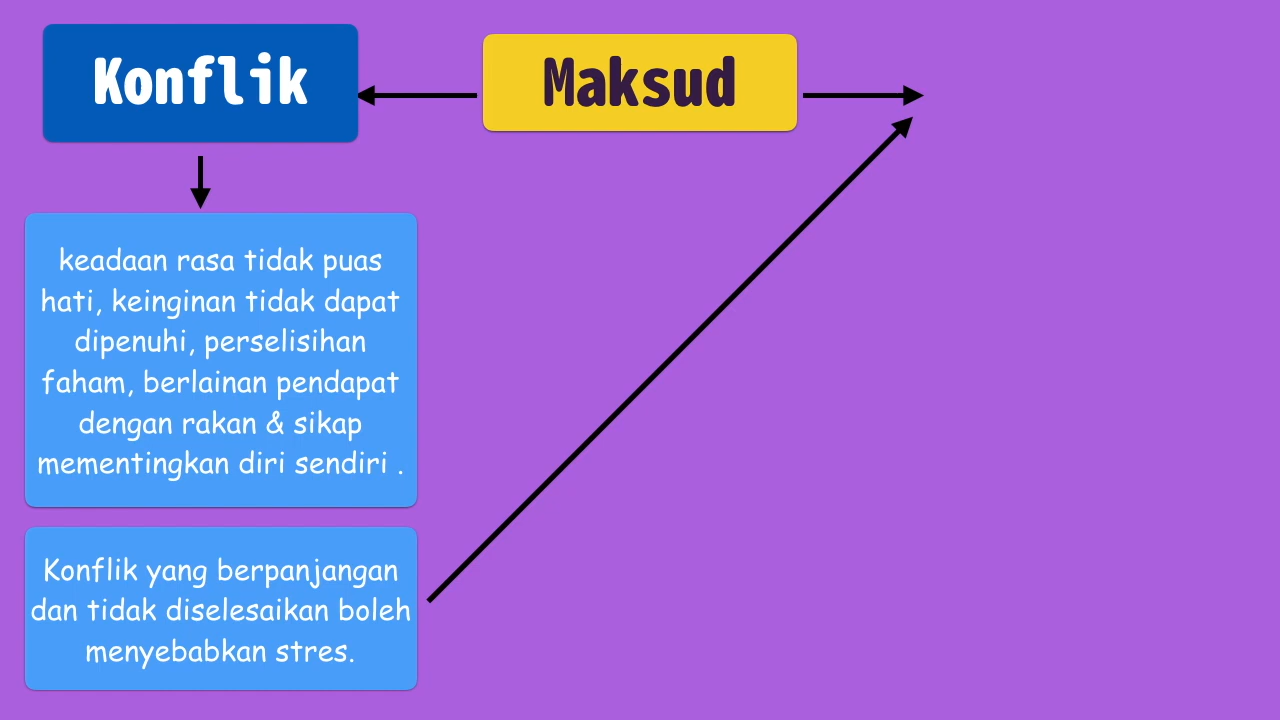 Konflik
Maksud
keadaan rasa tidak puas
hati, keinginan tidak dapat
dipenuhi, perselisihan
faham, berlainan pendapat
dengan rakan & sikap
mementingkan diri sendiri .
Konflik yang berpanjangan
dan tidak diselesaikan boleh
menyebabkan stres.